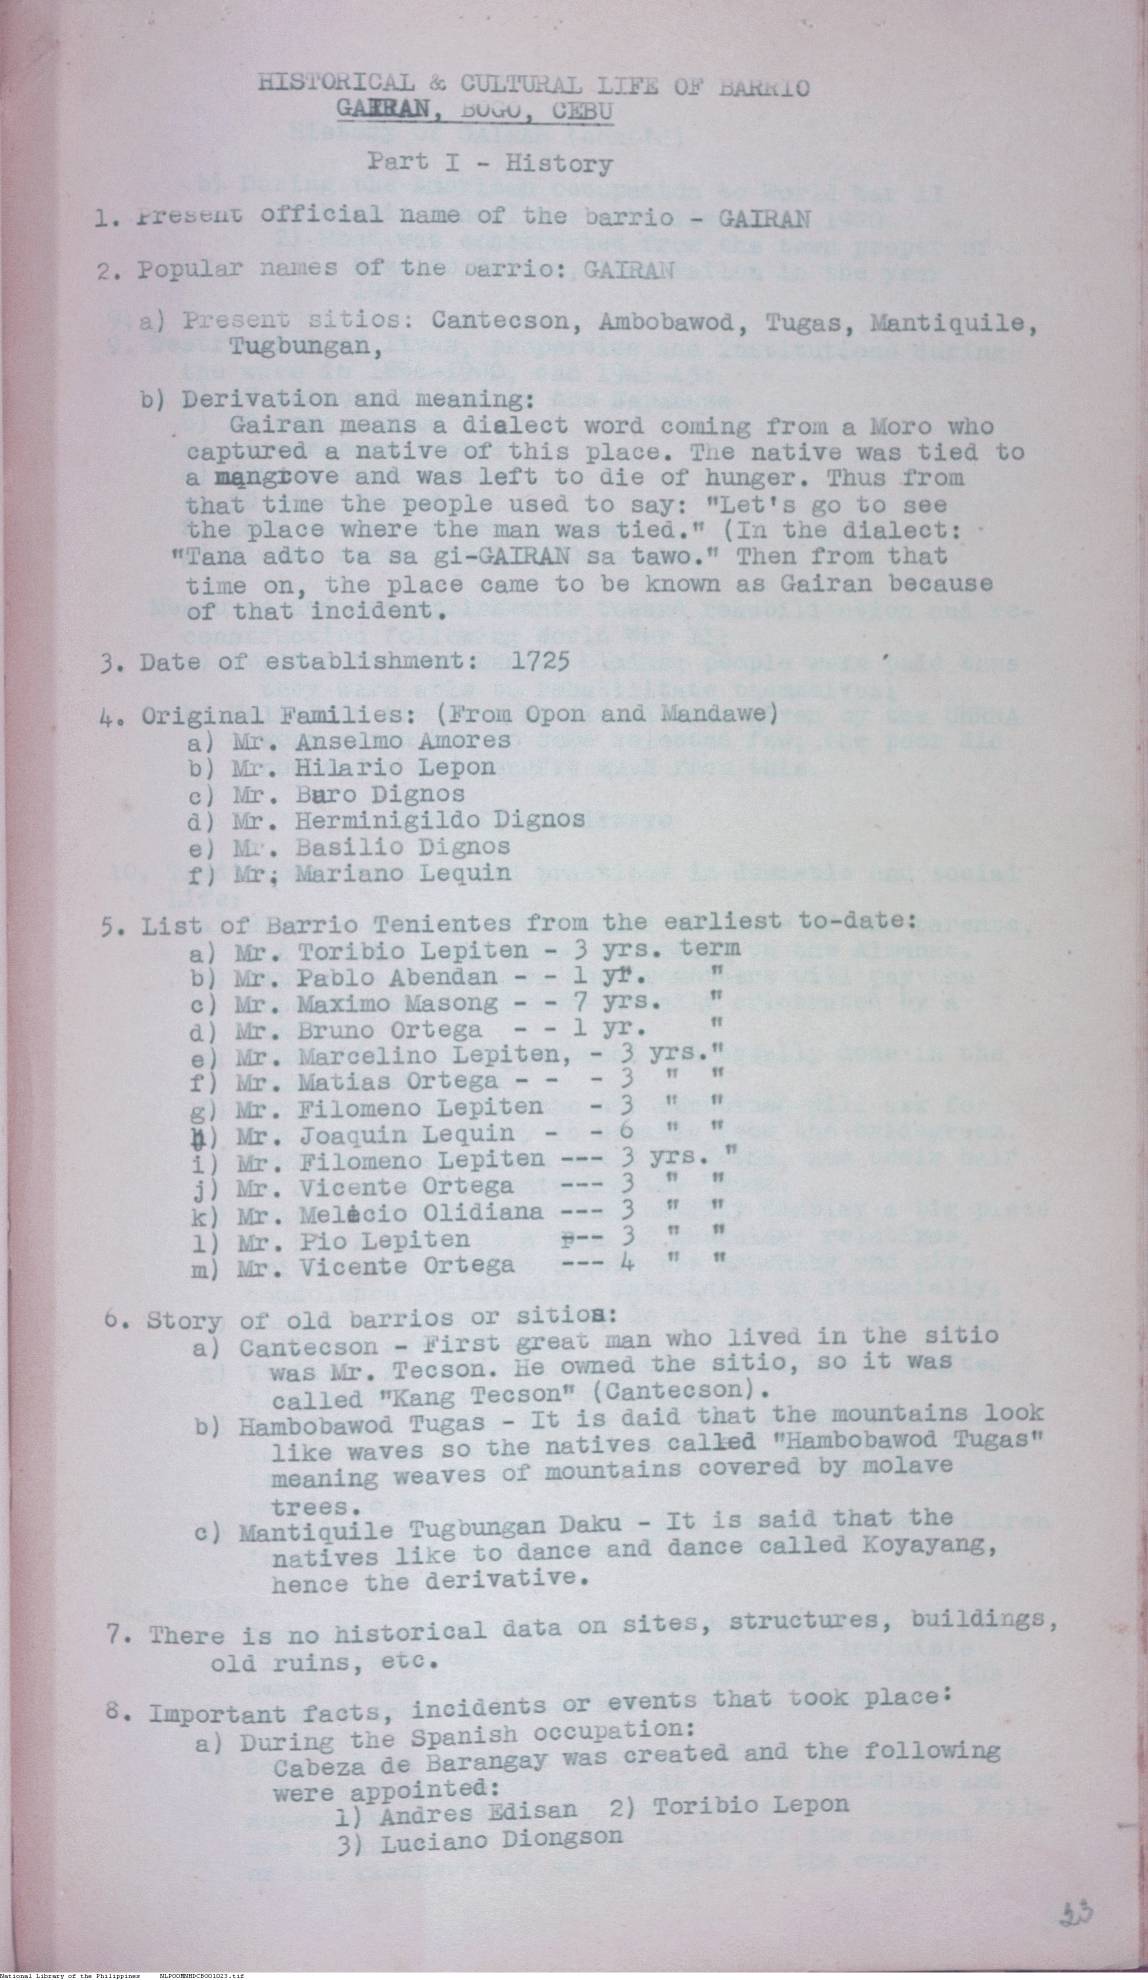 HISTORICAL & CULTURAL LIFE OF BARRIO
GAIRAN, BOGO, CEBU
Part I - History
1. Present official name of the barrio - GAIRAN
2. Popular names of the barrio: GAIRAN
a) Present sitios: Cantecson, Ambobawod, Tugas, Mantiquile,
Tugbungan,
b) Derivation and meaning:
Gairan means a dialect word coming from a Moro who
captured a native of this place. The native was tied to
a mangrove and was left to die of hunger. Thus from
that time the people used to say: "Let's go to see
the place where the man was tied." (In the dialect:
"Tana adto ta sa gi-GAIRAN sa tawo." Then from that
time on, the place came to be known as Gairan because
of that incident.
3. Date of establishment: 1725
4. Original Families: (From Opon and Mandawe)
a) Mr. Anselmo Amores
b) Mr. Hilario Lepon
c) Mr. Buro Dignos
d) Mr. Herminigildo Dignos
e) Mr. Basilio Dignos
f) Mr; Mariano Lequin
5. List of Barrio Tenientes from the earliest to-date:
a) Mr. Toribio Lepiten - 3 yrs. term
b) Mr. Pablo Abendan - - 1 yr. "
c) Mr. Maximo Masong - - 7 yrs. "
d) Mr. Bruno Ortega - - 1 yr. "
e) Mr. Marcelino Lepiten, - 3 yrs."
f) Mr. Matias Ortega - - - 3 " "
g) Mr. Filomeno Lepiten - 3 " "
h) Mr. Joaquin Lequin - - 6 " "
i) Mr. Filomeno Lepiten --- 3 yrs. "
j) Mr. Vicente Ortega --- 3 " "
k) Mr. Melecio Olidiana --- 3 " "
l) Mr. Pio Lepiten --- 3 " "
m) Mr. Vicente Ortega --- 4 " "
6. Story of old barrios or sitios:
a) Cantecson - First great man who lived in the sitio
was Mr. Tecson. He owned the sitio, so it was
called "Kang Tecson" (Cantecson).
b) Hambobawod Tugas - It is daid that the mountains look
like waves so the natives called "Hambobawod Tugas"
meaning weaves of mountains covered by molave
trees.
c) Mantiquile Tugbungan Daku - It is said that the
natives like to dance and dance called Koyayang,
hence the derivative.
7. There is no historical data on sites, structures, buildings,
old ruins, etc.
8. Important facts, incidents or events that took place:
a) During the Spanish occupation:
Cabeza de Barangay was created and the following
were appointed:
1) Andres Edisan 2) Toribio Lepon
3) Luciano Diongson
33
National Library of the Philippines NLPOOMNHDCB001023.tif